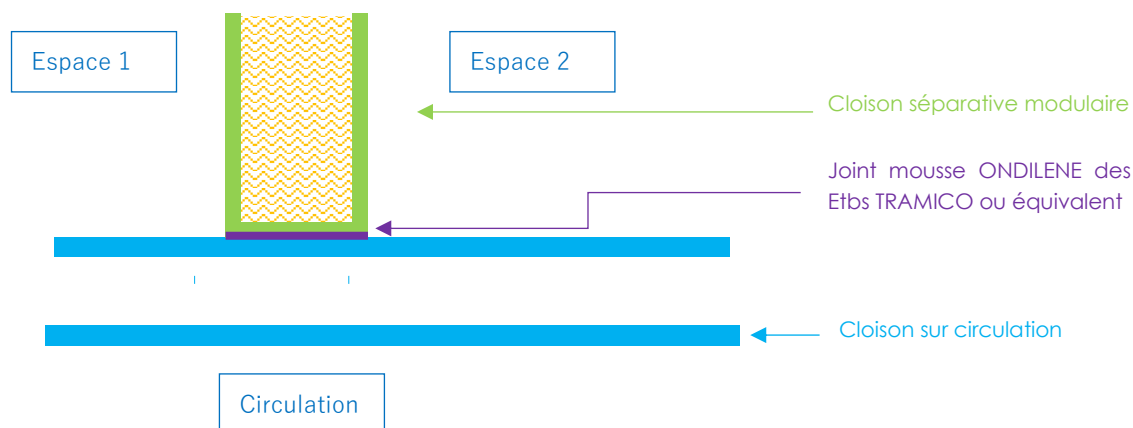 Espace 1
Espace 2
Cloison séparative modulaire
Joint mousse ONDILENE des
Etbs TRAMICO ou équivalent
Cloison sur circulation
Circulation